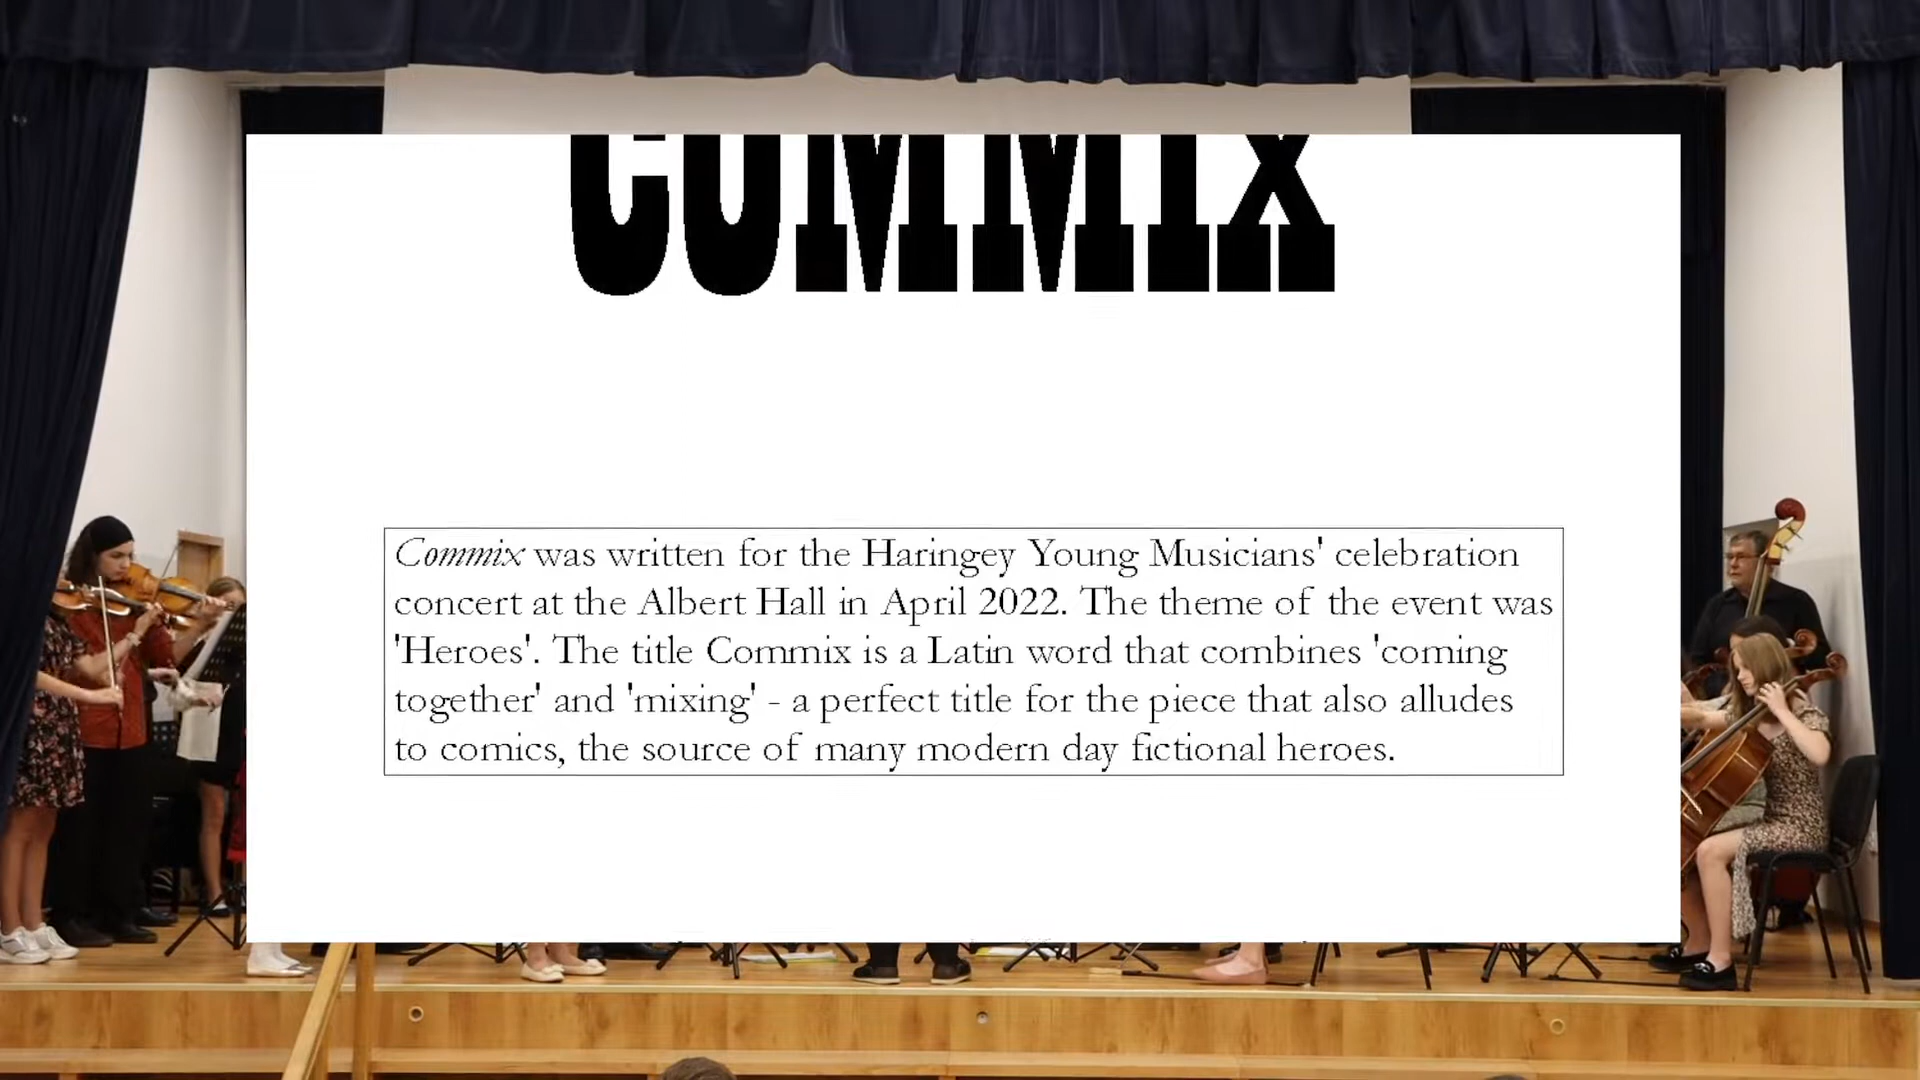 COMMIX
Commix was written for the Haringey Young Musicians' celebration
concert at the Albert Hall in April 2022. The theme of the event was
'Heroes'. The title Commix is a Latin word that combines 'coming
together' and 'mixing' - a perfect title for the piece that also alludes
to comics, the source of many modern day fictional heroes.